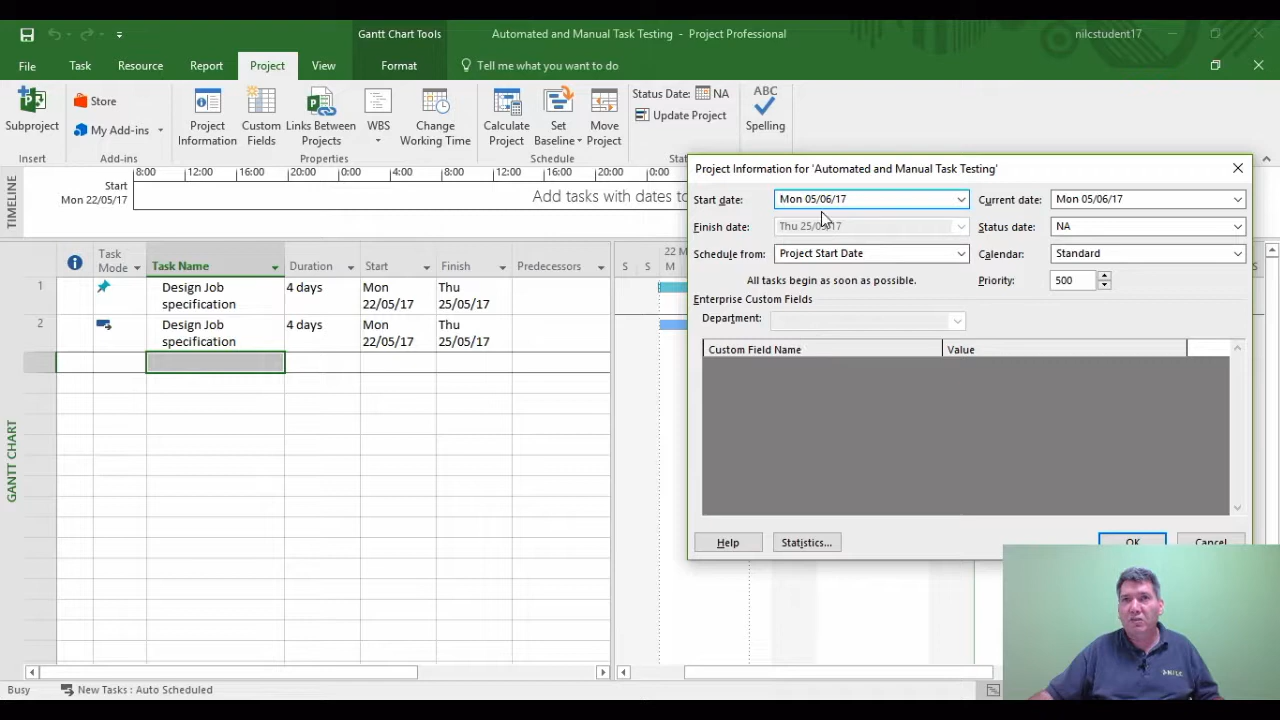 Gantt Chart Tools
Automated and Manual Task Testing - Project Professional
nilcstudent17
File
Task
Resource
Report
Project
View
Format
Tell me what you want to do
Subproject
Insert
Store
My Add-ins
Add-ins
Project
Information
Custom
Fields
Links Between
Projects
WBS
Change
Working Time
Properties
Calculate
Project
Set
Baseline
Move
Project
Schedule
Status Date:
NA
Update Project
ABC
Spelling
TIMELINE
Start
Mon 22/05/17
8:00
12:00
16:00
20:00
0:00
8:00
12:00
16:00
20:00
0:00
Add tasks with dates to
GANTT CHART
Task
Mode
Task Name
Duration
Start
Finish
Predecessors
S
S
22 M
M
1
Design Job
specification
4 days
Mon
22/05/17
Thu
25/05/17
2
Design Job
specification
4 days
Mon
22/05/17
Thu
25/05/17
Project Information for 'Automated and Manual Task Testing'
Start date:
Mon 05/06/17
Current date:
Mon 05/06/17
Finish date:
Status date:
NA
Schedule from:
Project Start Date
Calendar:
Standard
All tasks begin as soon as possible.
Priority:
500
Enterprise Custom Fields
Department:
Custom Field Name
Value
Help
Statistics...
OK
Cancel
Busy
New Tasks : Auto Scheduled